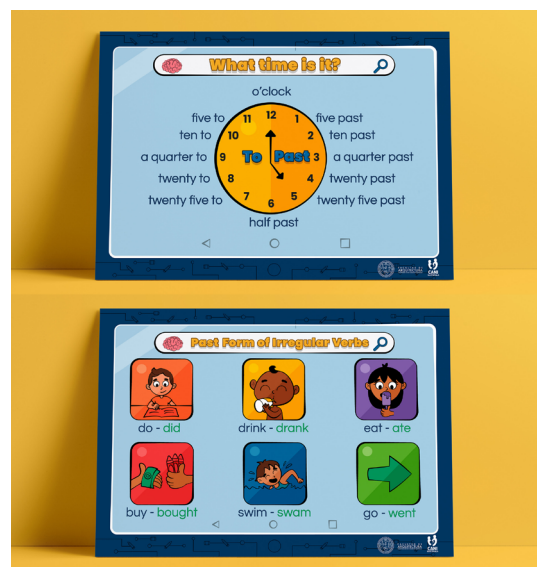 What time is it?
o'clock
five to 11 12 1 five past
ten to 10 2 ten past
a quarter to 9 To Past 3 a quarter past
twenty to 8 4 twenty past
twenty five to 7 6 5 twenty five past
half past
CANI
Past Form of Irregular Verbs
do - did drink - drank eat - ate
buy - bought swim - swam go - went
CANI